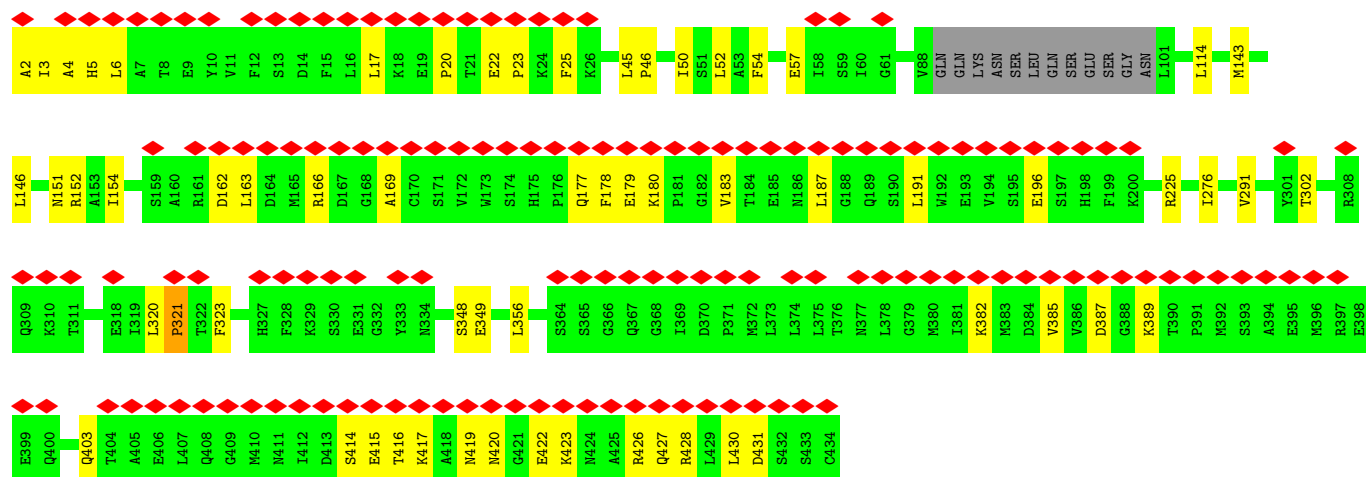 A2 I3 A4 H5 L6 A7 T8 E9 Y10 V11 F12 S13 D14 F15 L16 L17 K18 E19 P20 T21 E22 P23 K24 F25 K26 L45 P46 I50 S51 L52 A53 F54 E57 I58 S59 I60 G61 V88 GLN GLN LYS ASN SER LEU GLN SER GLU SER GLY ASN L101 L114 M143
L146 N151 R152 A153 I154 S159 A160 R161 D162 L163 D164 M165 R166 D167 G168 A169 C170 S171 V172 W173 S174 H175 P176 Q177 F178 E179 K180 P181 G182 V183 T184 E185 N186 L187 G188 Q189 S190 L191 W192 E193 V194 S195 E196 S197 H198 F199 K200 R225 I276 V291 Y301 T302 R308
Q309 K310 T311 E318 I319 L320 P321 T322 F323 H327 F328 K329 S330 E331 G332 Y333 N334 S348 E349 L356 S364 S365 G366 Q367 G368 I369 D370 P371 M372 L373 L374 L375 T376 N377 L378 G379 M380 I381 K382 M383 D384 V385 V386 D387 G388 K389 T390 P391 M392 S393 A394 E395 M396 R397 E398
E399 Q400 Q403 T404 A405 E406 L407 Q408 G409 M410 N411 I412 D413 S414 E415 T416 K417 A418 N419 N420 G421 E422 K423 N424 A425 R426 Q427 R428 L429 L430 D431 S432 S433 C434